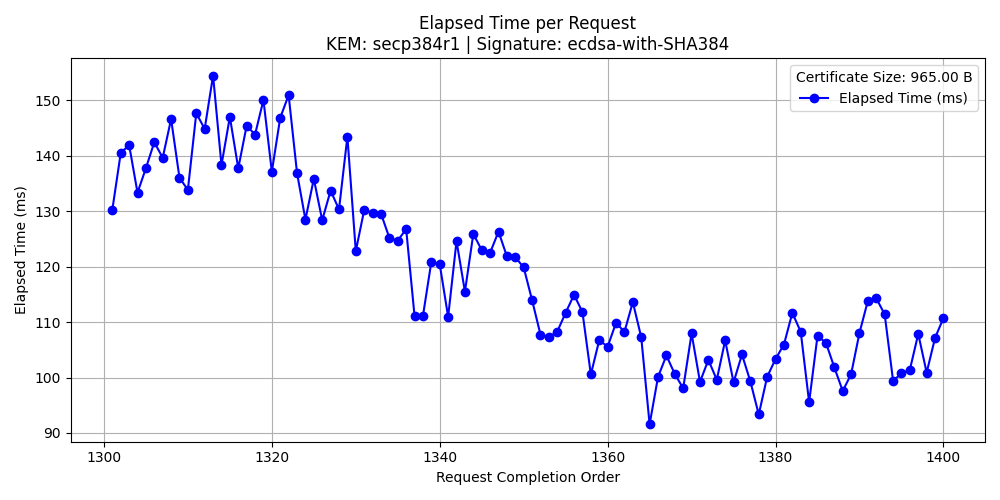 Elapsed Time per Request
KEM: secp384r1 | Signature: ecdsa-with-SHA384
Certificate Size: 965.00 B
Elapsed Time (ms)
Elapsed Time (ms)
150
140
130
120
110
100
90
1300
1320
1340
1360
1380
1400
Request Completion Order